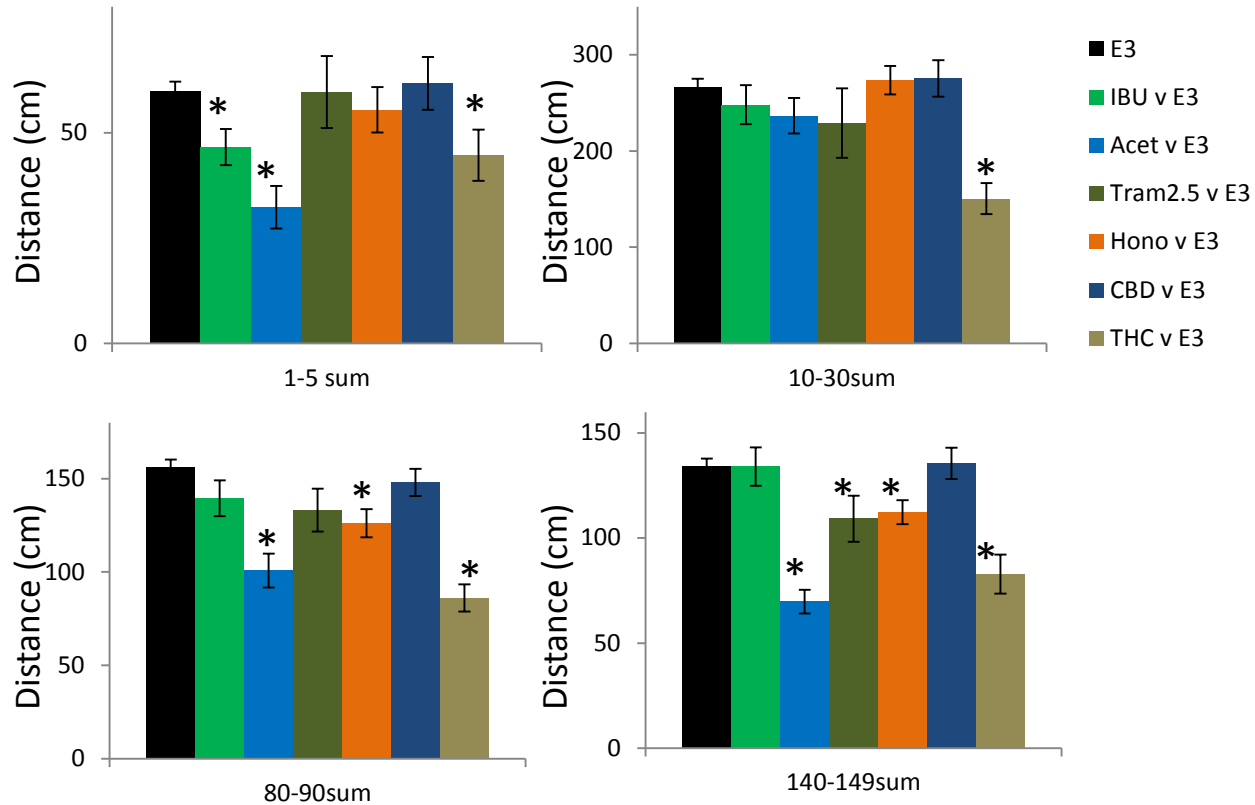 Distance (cm)
50
0
*
*
*
1-5 sum
Distance (cm)
300
200
100
0
*
10-30sum
E3
IBU v E3
Acet v E3
Tram2.5 v E3
Hono v E3
CBD v E3
THC v E3
Distance (cm)
150
100
50
0
*
*
*
80-90sum
Distance (cm)
150
100
50
0
*
*
*
*
140-149sum